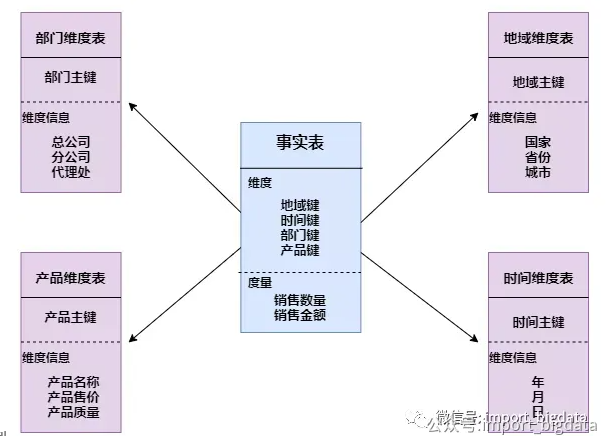 部门维度表
部门主键
维度信息
总公司
分公司
代理处
地域维度表
地域主键
维度信息
国家
省份
城市
事实表
维度
地域键
时间键
部门键
产品键
度量
销售数量
销售金额
产品维度表
产品主键
维度信息
产品名称
产品售价
产品质量
时间维度表
时间主键
维度信息
年
月
日
微信号: import_bigdata
公众号:import_bigdata